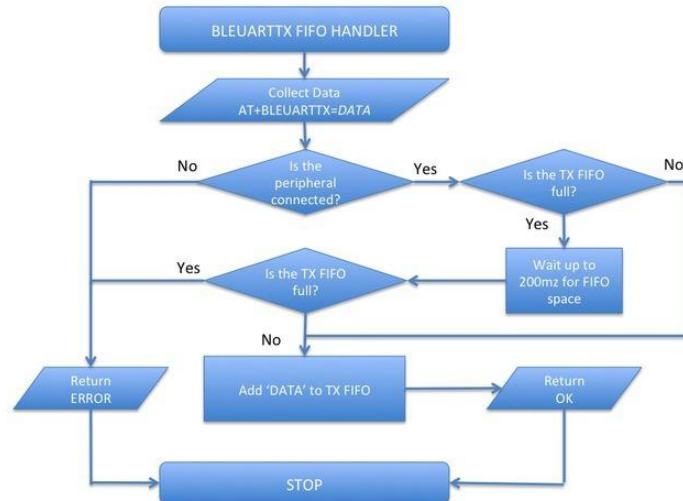 BLEUARTTX FIFO HANDLER
Collect Data
AT+BLEUARTTX=DATA
No
Is the
peripheral
connected?
Yes
Is the TX FIFO
full?
No
Yes
Yes
Is the TX FIFO
full?
Wait up to
200mz for FIFO
space
No
Return
ERROR
Add ‘DATA’ to TX FIFO
Return
OK
STOP